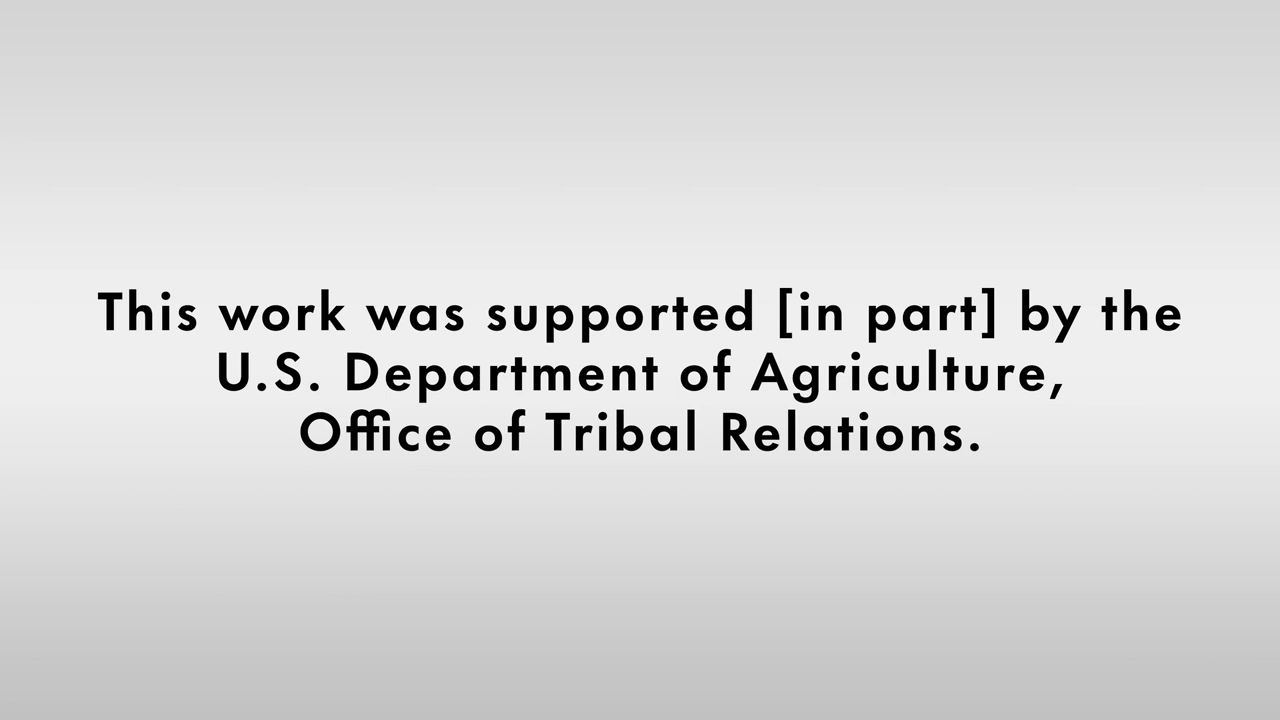 This work was supported [in part] by the
U.S. Department of Agriculture,
Office of Tribal Relations.